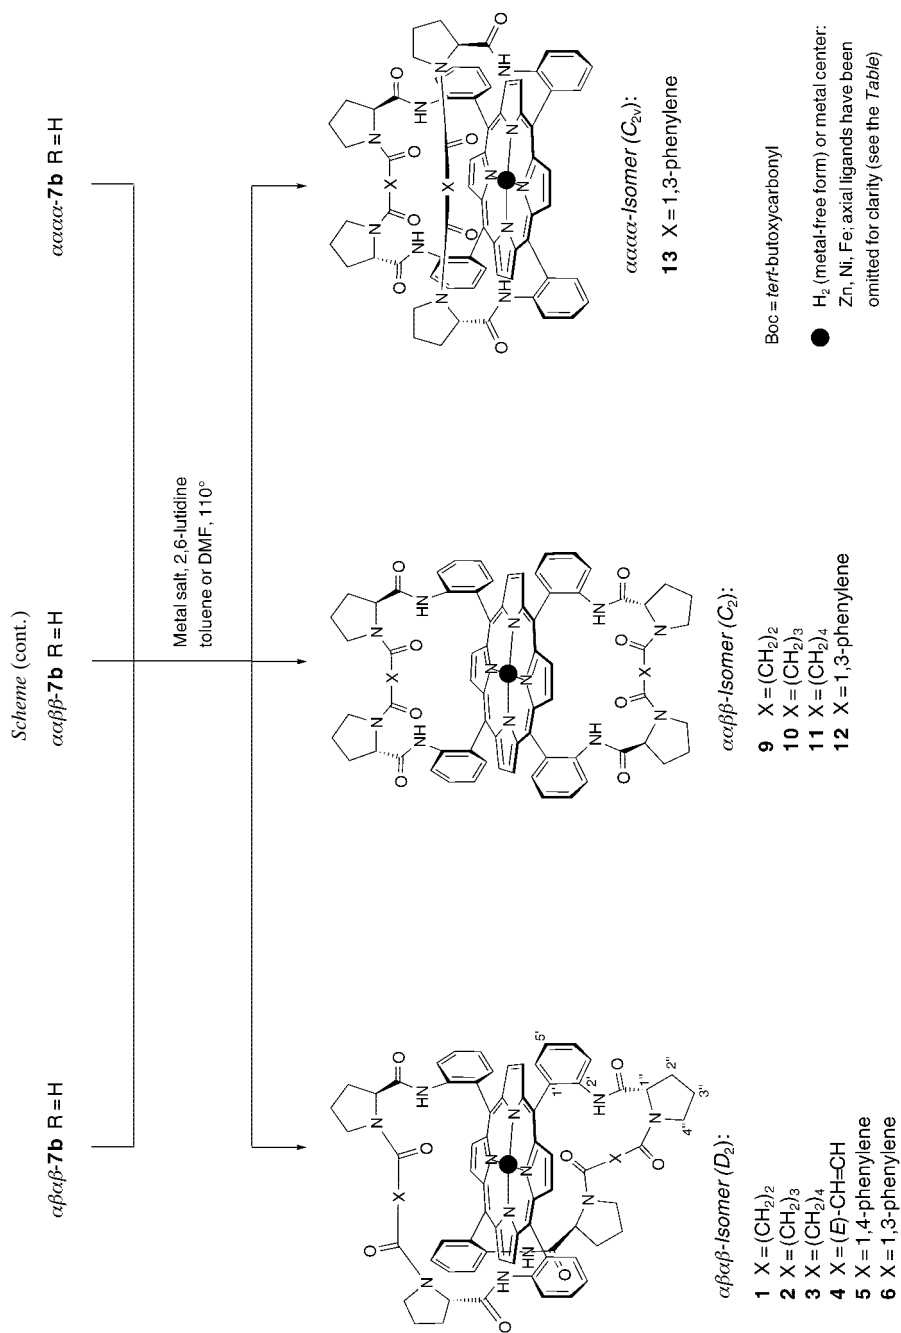 Scheme (cont.)
αβαβ-7b R = H
ααββ-7b R = H
αααα-7b R = H
Metal salt, 2,6-lutidine
toluene or DMF, 110°
αβαβ-Isomer (D2):
1 X = (CH2)2
2 X = (CH2)3
3 X = (CH2)4
4 X = (E)-CH=CH
5 X = 1,4-phenylene
6 X = 1,3-phenylene
ααββ-Isomer (C2):
9 X = (CH2)2
10 X = (CH2)3
11 X = (CH2)4
12 X = 1,3-phenylene
αααα-Isomer (C2v):
13 X = 1,3-phenylene
Boc = tert-butoxycarbonyl
● H2 (metal-free form) or metal center:
Zn, Ni, Fe; axial ligands have been
omitted for clarity (see the Table)